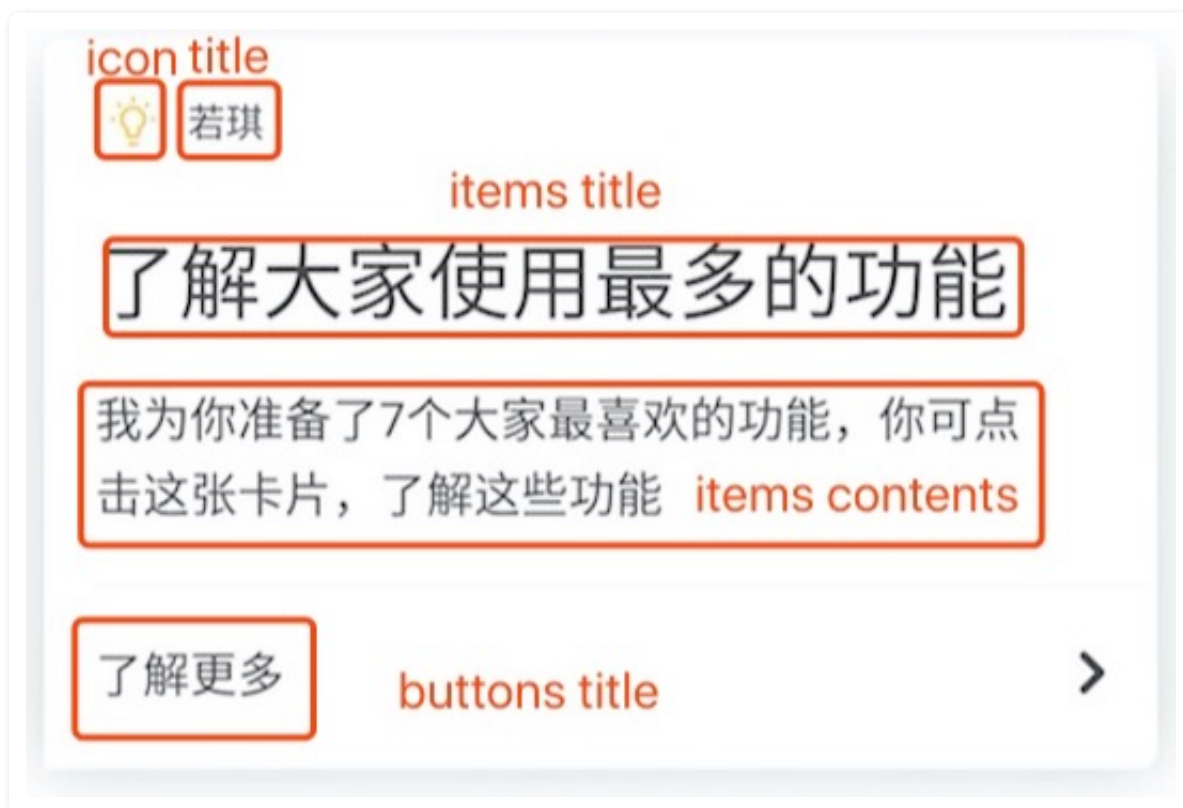 icon title
若琪
items title
了解大家使用最多的功能
我为你准备了7个大家最喜欢的功能，你可点
击这张卡片，了解这些功能 items contents
了解更多
buttons title